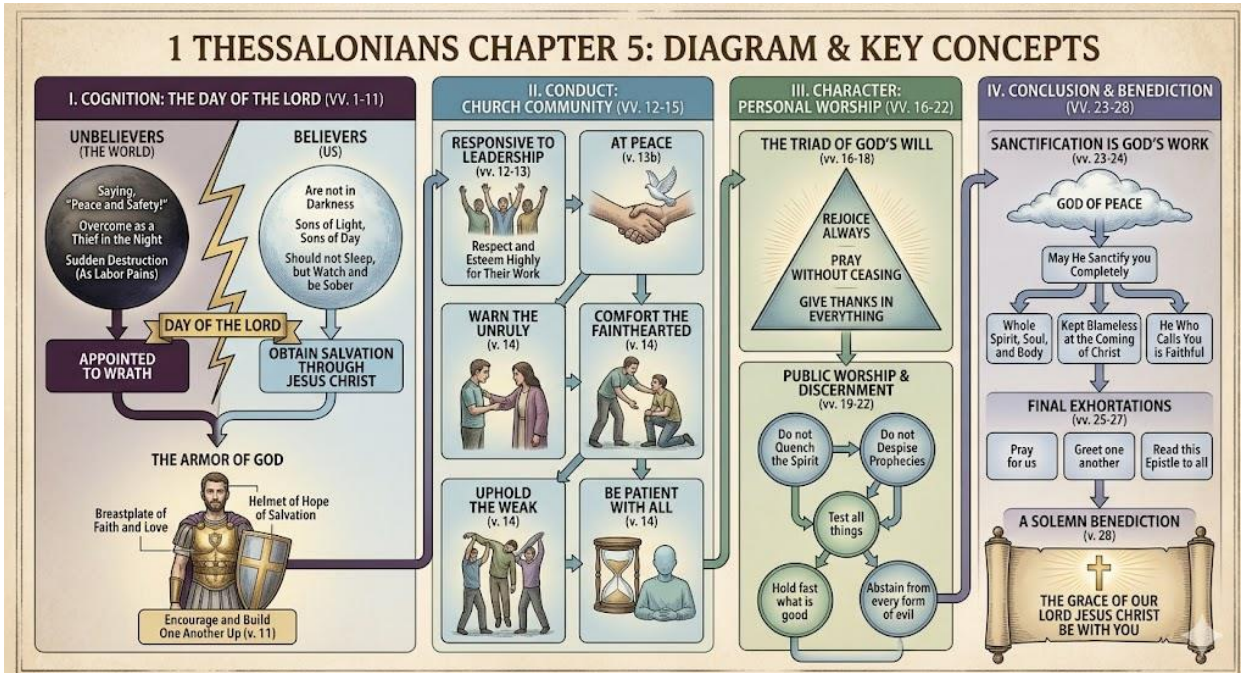 1 THESSALONIANS CHAPTER 5: DIAGRAM & KEY CONCEPTS
I. COGNITION: THE DAY OF THE LORD (VV. 1-11)
UNBELIEVERS
(THE WORLD)
Saying,
"Peace and Safety!"
Overcome as a
Thief in the Night
Sudden Destruction
(As Labor Pains)
BELIEVERS
(US)
Are not in
Darkness
Sons of Light,
Sons of Day
Should not Sleep,
but Watch and
be Sober
DAY OF THE LORD
APPOINTED
TO WRATH
OBTAIN SALVATION
THROUGH
JESUS CHRIST
THE ARMOR OF GOD
Breastplate of
Faith and Love
Helmet of Hope
of Salvation
Encourage and Build
One Another Up (v. 11)
II. CONDUCT:
CHURCH COMMUNITY (VV. 12-15)
RESPONSIVE TO
LEADERSHIP
(vv. 12-13)
Respect and
Esteem Highly
for Their Work
AT PEACE
(v. 13b)
WARN THE
UNRULY
(v. 14)
COMFORT THE
FAINTHEARTED
(v. 14)
UPHOLD
THE WEAK
(v. 14)
BE PATIENT
WITH ALL
(v. 14)
III. CHARACTER:
PERSONAL WORSHIP (VV. 16-22)
THE TRIAD OF GOD'S WILL
(vv. 16-18)
REJOICE
ALWAYS
PRAY
WITHOUT CEASING
GIVE THANKS IN
EVERYTHING
PUBLIC WORSHIP &
DISCERNMENT
(vv. 19-22)
Do not
Quench
the Spirit
Do not
Despise
Prophecies
Test all
things
Hold fast
what is
good
Abstain from
every form
of evil
IV. CONCLUSION & BENEDICTION
(VV. 23-28)
SANCTIFICATION IS GOD'S WORK
(vv. 23-24)
GOD OF PEACE
May He Sanctify you
Completely
Whole
Spirit, Soul,
and Body
Kept Blameless
at the Coming
of Christ
He Who
Calls You
is Faithful
FINAL EXHORTATIONS
(vv. 25-27)
Pray
for us
Greet one
another
Read this
Epistle to all
A SOLEMN BENEDICTION
(v. 28)
THE GRACE OF OUR
LORD JESUS CHRIST
BE WITH YOU